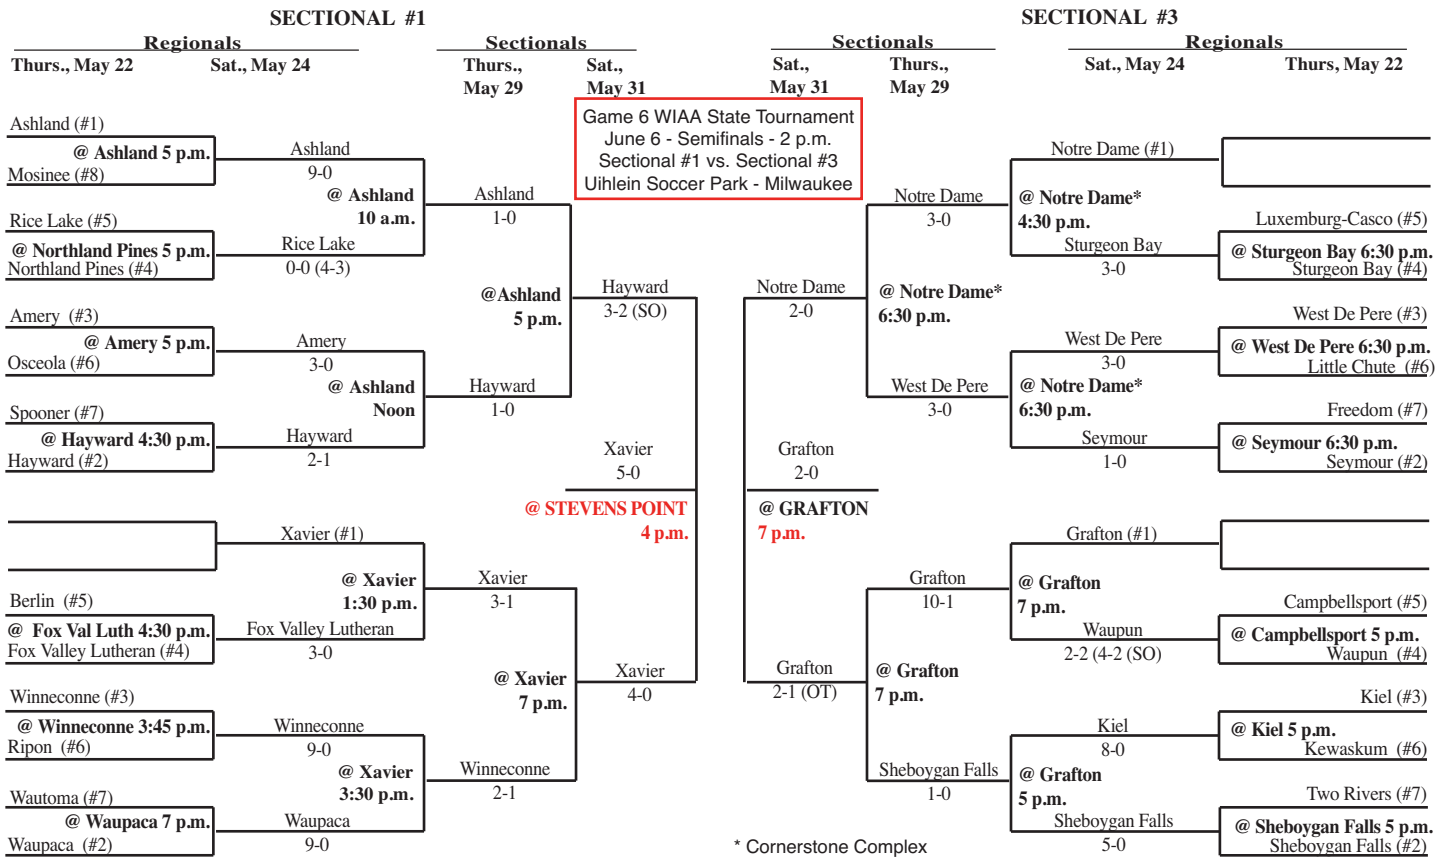 SECTIONAL #1
Regionals
Sectionals
Thurs., May 22
Sat., May 24
Thurs.,
May 29
Sat.,
May 31
Ashland (#1)
@ Ashland 5 p.m.
Mosinee (#8)
Rice Lake (#5)
@ Northland Pines 5 p.m.
Northland Pines (#4)
Amery (#3)
@ Amery 5 p.m.
Osceola (#6)
Spooner (#7)
@ Hayward 4:30 p.m.
Hayward (#2)
Berlin (#5)
@ Fox Val Luth 4:30 p.m.
Fox Valley Lutheran (#4)
Winneconne (#3)
@ Winneconne 3:45 p.m.
Ripon (#6)
Wautoma (#7)
@ Waupaca 7 p.m.
Waupaca (#2)
Ashland
9-0
@ Ashland
10 a.m.
Rice Lake
0-0 (4-3)
Amery
3-0
@ Ashland
Noon
Hayward
2-1
Xavier (#1)
@ Xavier
1:30 p.m.
Fox Valley Lutheran
3-0
Winneconne
9-0
@ Xavier
3:30 p.m.
Waupaca
9-0
Ashland
1-0
@Ashland
5 p.m.
Hayward
1-0
Xavier
3-1
@ Xavier
7 p.m.
Winneconne
2-1
Hayward
3-2 (SO)
Xavier
5-0
@ STEVENS POINT
4 p.m.
Xavier
4-0
Game 6 WIAA State Tournament
June 6 - Semifinals - 2 p.m.
Sectional #1 vs. Sectional #3
Uihlein Soccer Park - Milwaukee
SECTIONAL #3
Sectionals
Regionals
Sat.,
May 31
Thurs.,
May 29
Sat., May 24
Thurs, May 22
Notre Dame
2-0
Grafton
2-0
@ GRAFTON
7 p.m.
Grafton
2-1 (OT)
Notre Dame
3-0
@ Notre Dame*
6:30 p.m.
West De Pere
3-0
Grafton
10-1
@ Grafton
7 p.m.
Sheboygan Falls
1-0
Notre Dame (#1)
@ Notre Dame*
4:30 p.m.
Sturgeon Bay
3-0
West De Pere
3-0
@ Notre Dame*
6:30 p.m.
Seymour
1-0
Grafton (#1)
@ Grafton
7 p.m.
Waupun
2-2 (4-2 (SO)
Kiel
8-0
@ Grafton
5 p.m.
Sheboygan Falls
5-0
Luxemburg-Casco (#5)
@ Sturgeon Bay 6:30 p.m.
Sturgeon Bay (#4)
West De Pere (#3)
@ West De Pere 6:30 p.m.
Little Chute (#6)
Freedom (#7)
@ Seymour 6:30 p.m.
Seymour (#2)
Campbellsport (#5)
@ Campbellsport 5 p.m.
Waupun (#4)
Kiel (#3)
@ Kiel 5 p.m.
Kewaskum (#6)
Two Rivers (#7)
@ Sheboygan Falls 5 p.m.
Sheboygan Falls (#2)
* Cornerstone Complex